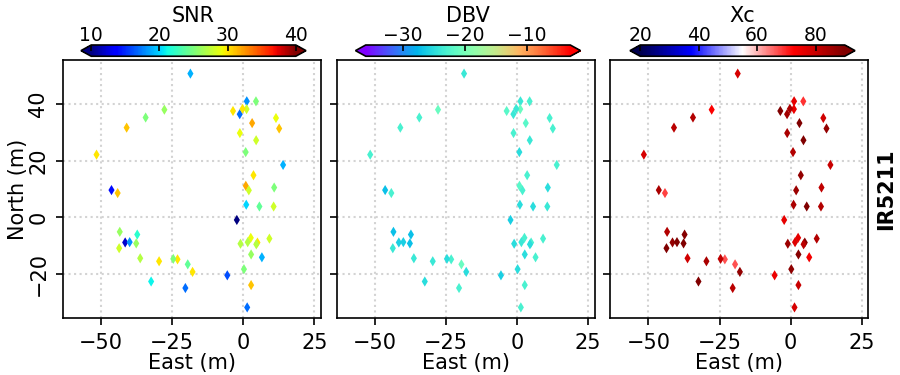 SNR DBV Xc
10 20 30 40 −30 −20 −10 20 40 60 80
North (m)
40
20
0
−20
−50 −25 0 25 −50 −25 0 25 −50 −25 0 25
East (m) East (m) East (m)
IR5211